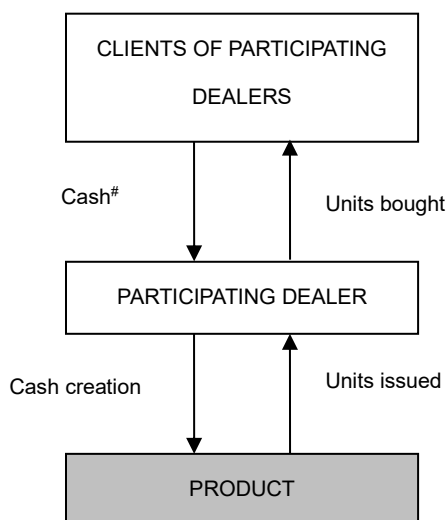 CLIENTS OF PARTICIPATING
DEALERS
Cash#
Units bought
PARTICIPATING DEALER
Cash creation
Units issued
PRODUCT